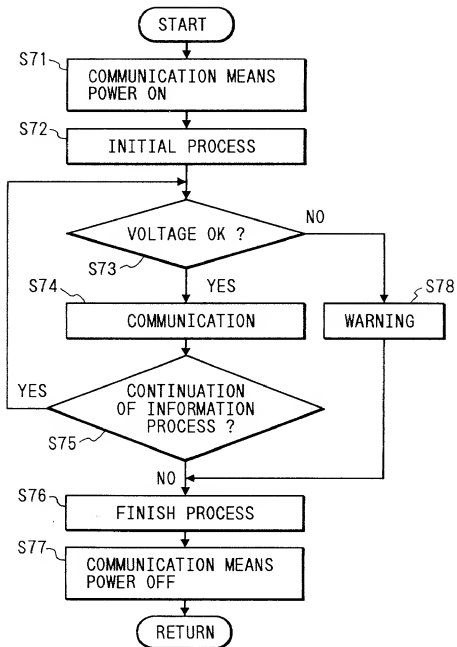 START
S71
COMMUNICATION MEANS
POWER ON
S72
INITIAL PROCESS
VOLTAGE OK ?
NO
S73
YES
S74
COMMUNICATION
S78
WARNING
YES
CONTINUATION
OF INFORMATION
PROCESS ?
S75
NO
S76
FINISH PROCESS
S77
COMMUNICATION MEANS
POWER OFF
RETURN